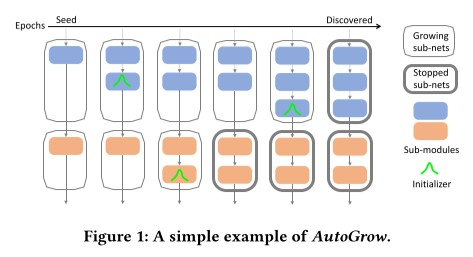 Epochs
Seed
Discovered
Growing
sub-nets
Stopped
sub-nets
Sub-modules
Initializer
Figure 1: A simple example of AutoGrow.